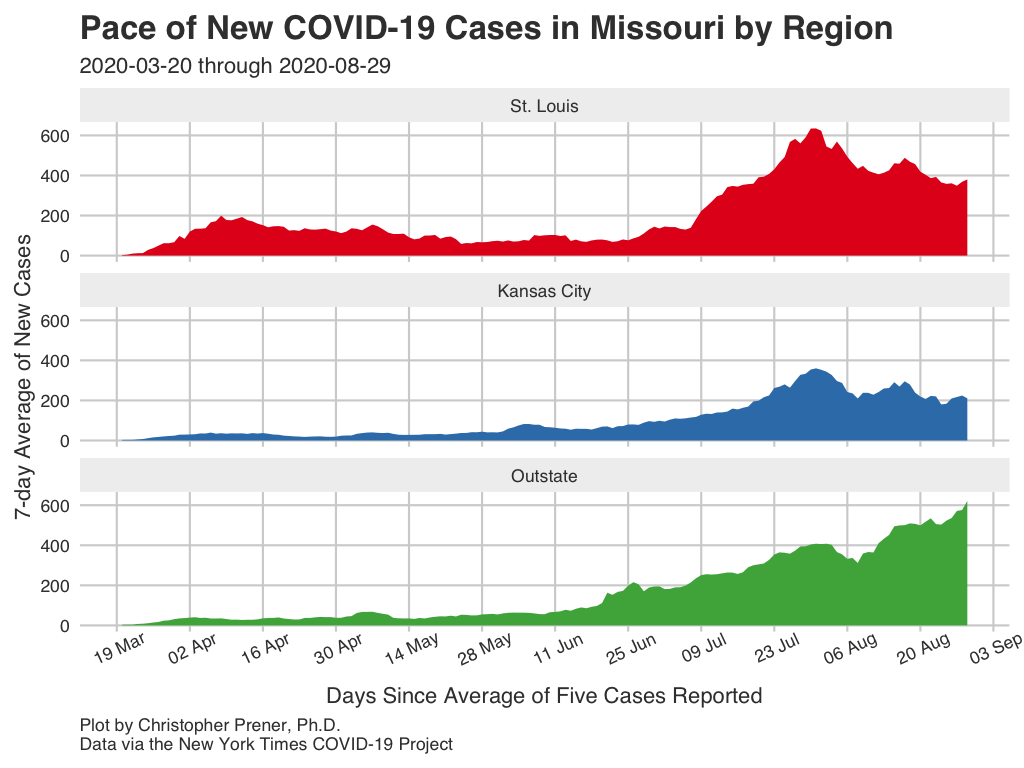 Pace of New COVID-19 Cases in Missouri by Region
2020-03-20 through 2020-08-29
7-day Average of New Cases
St. Louis
600
400
200
0
Kansas City
600
400
200
0
Outstate
600
400
200
0
19 Mar 02 Apr 16 Apr 30 Apr 14 May 28 May 11 Jun 25 Jun 09 Jul 23 Jul 06 Aug 20 Aug 03 Sep
Days Since Average of Five Cases Reported
Plot by Christopher Prener, Ph.D.
Data via the New York Times COVID-19 Project